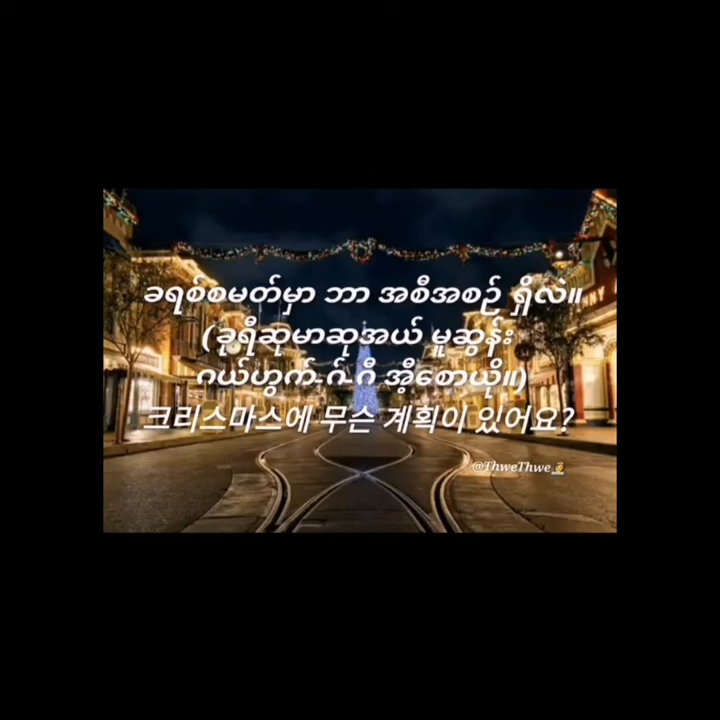 ခရစ်စမတ်မှာ ဘာ အစီအစဉ် ရှိလဲ။
(ခုရီဆုမာဆုအယ် မူဆွန်း
ဂယ်ဟွက်-ဂ်-ဂီ အိ့စော့ယို။)
크리스마스에 무슨 계획이 있어요?
@ThweThwe